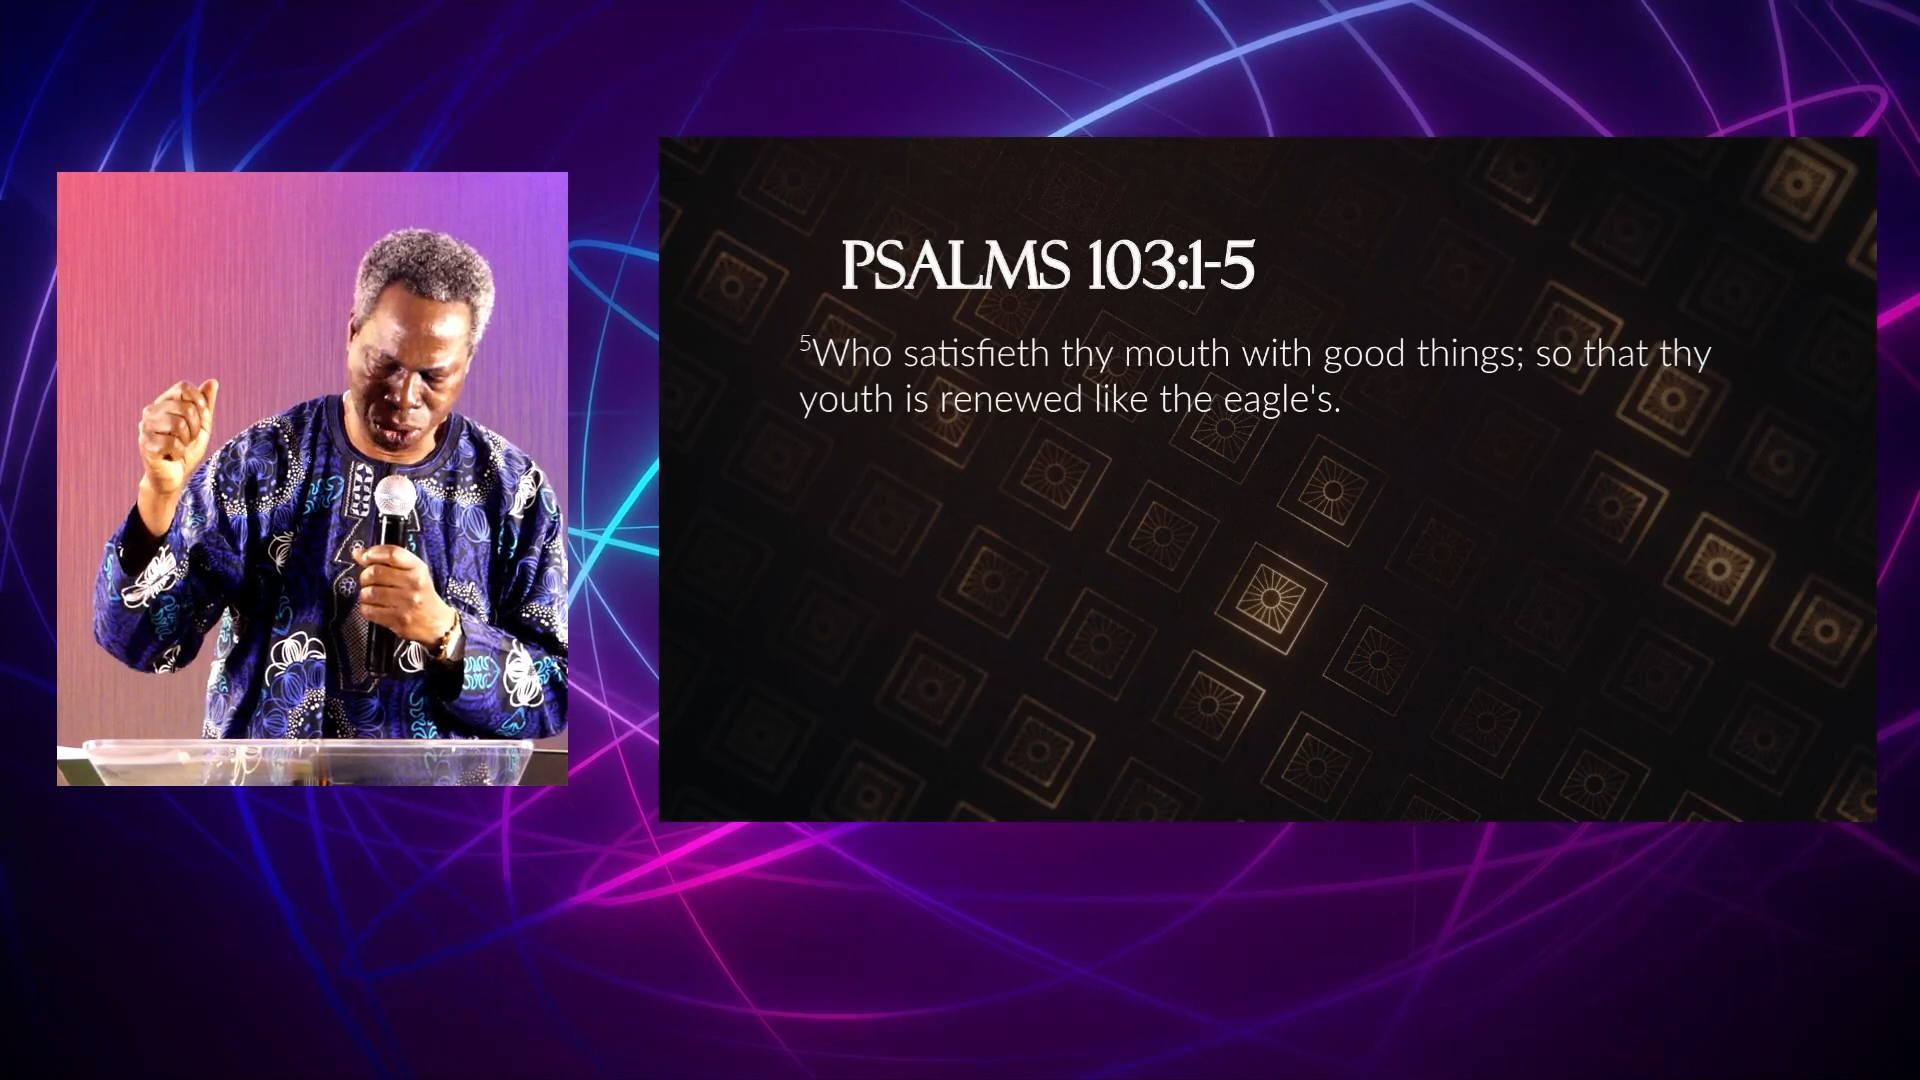 PSALMS 103:1-5
⁵Who satisfieth thy mouth with good things; so that thy
youth is renewed like the eagle's.